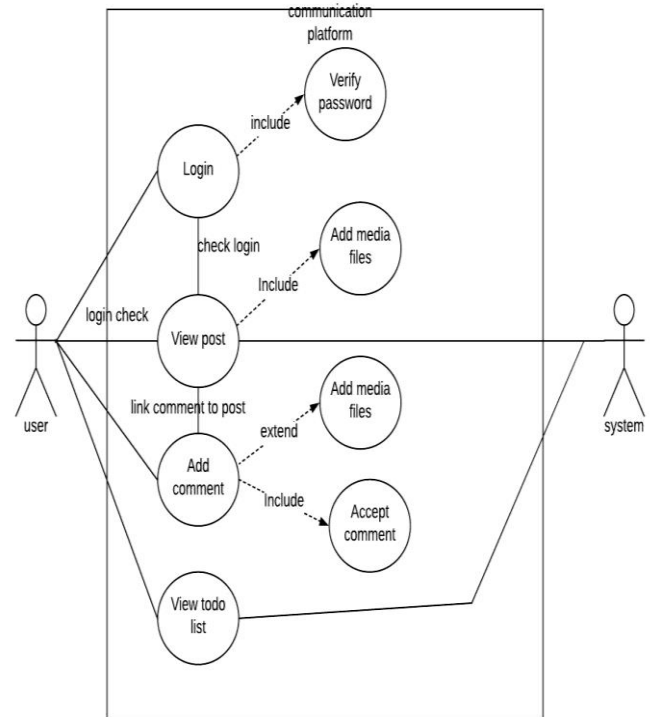 communication
platform
Verify
password
include
Login
check login
Add media
files
Include
login check
View post
user
system
link comment to post
Add media
files
extend
Add
comment
Include
Accept
comment
View todo
list